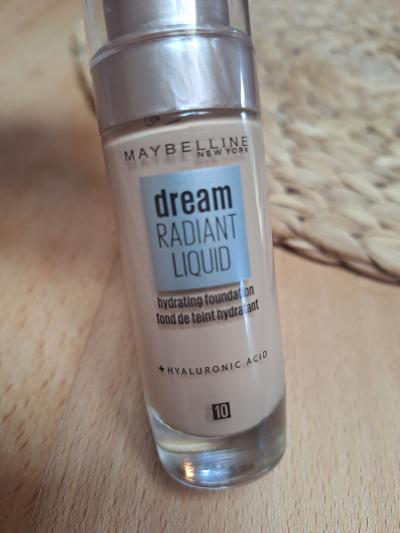 MAYBELLINE
NEW YORK
dream
RADIANT
LIQUID
hydrating foundation
fond de teint hydratant
+HYALURONIC ACID
10